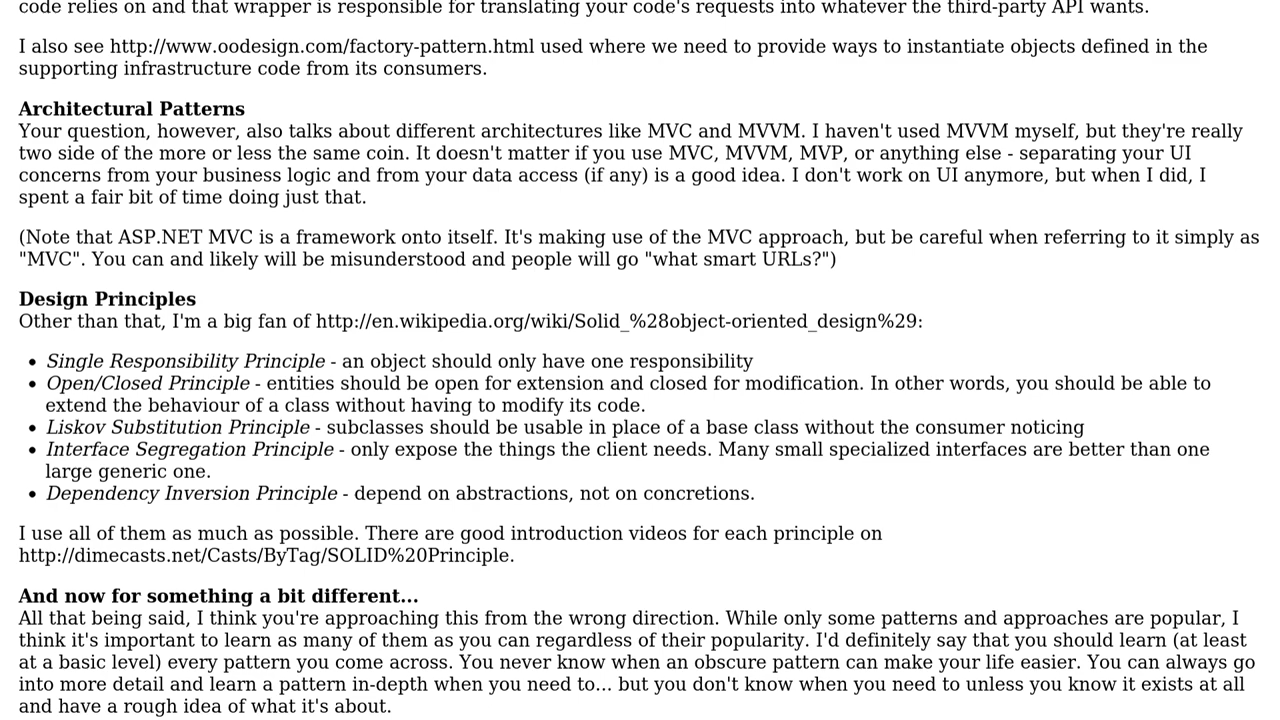 code relies on and that wrapper is responsible for translating your code's requests into whatever the third-party API wants.
I also see http://www.oodesign.com/factory-pattern.html used where we need to provide ways to instantiate objects defined in the
supporting infrastructure code from its consumers.
Architectural Patterns
Your question, however, also talks about different architectures like MVC and MVVM. I haven't used MVVM myself, but they're really
two side of the more or less the same coin. It doesn't matter if you use MVC, MVVM, MVP, or anything else - separating your UI
concerns from your business logic and from your data access (if any) is a good idea. I don't work on UI anymore, but when I did, I
spent a fair bit of time doing just that.
(Note that ASP.NET MVC is a framework onto itself. It's making use of the MVC approach, but be careful when referring to it simply as
"MVC". You can and likely will be misunderstood and people will go "what smart URLs?")
Design Principles
Other than that, I'm a big fan of http://en.wikipedia.org/wiki/Solid_%28object-oriented_design%29:
• Single Responsibility Principle - an object should only have one responsibility
• Open/Closed Principle - entities should be open for extension and closed for modification. In other words, you should be able to
extend the behaviour of a class without having to modify its code.
• Liskov Substitution Principle - subclasses should be usable in place of a base class without the consumer noticing
• Interface Segregation Principle - only expose the things the client needs. Many small specialized interfaces are better than one
large generic one.
• Dependency Inversion Principle - depend on abstractions, not on concretions.
I use all of them as much as possible. There are good introduction videos for each principle on
http://dimecasts.net/Casts/ByTag/SOLID%20Principle.
And now for something a bit different...
All that being said, I think you're approaching this from the wrong direction. While only some patterns and approaches are popular, I
think it's important to learn as many of them as you can regardless of their popularity. I'd definitely say that you should learn (at least
at a basic level) every pattern you come across. You never know when an obscure pattern can make your life easier. You can always go
into more detail and learn a pattern in-depth when you need to... but you don't know when you need to unless you know it exists at all
and have a rough idea of what it's about.